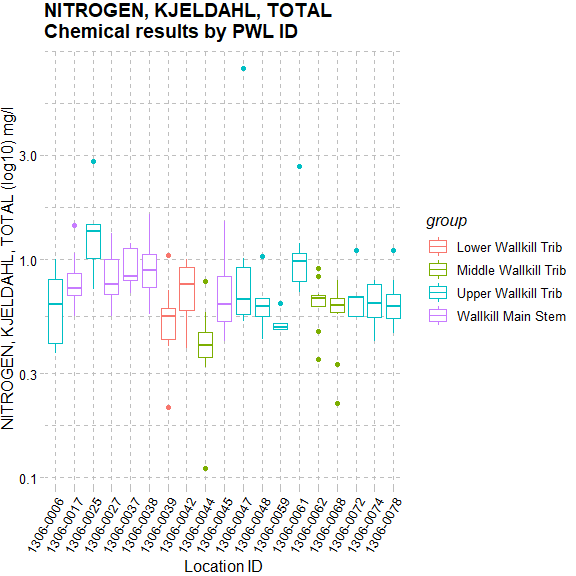 NITROGEN, KJELDAHL, TOTAL
Chemical results by PWL ID
NITROGEN, KJELDAHL, TOTAL (log10) mg/l
3.0
1.0
0.3
0.1
1306-0006
1306-0017
1306-0025
1306-0027
1306-0037
1306-0038
1306-0039
1306-0042
1306-0044
1306-0045
1306-0047
1306-0048
1306-0059
1306-0061
1306-0062
1306-0068
1306-0072
1306-0074
1306-0078
Location ID
group
Lower Wallkill Trib
Middle Wallkill Trib
Upper Wallkill Trib
Wallkill Main Stem